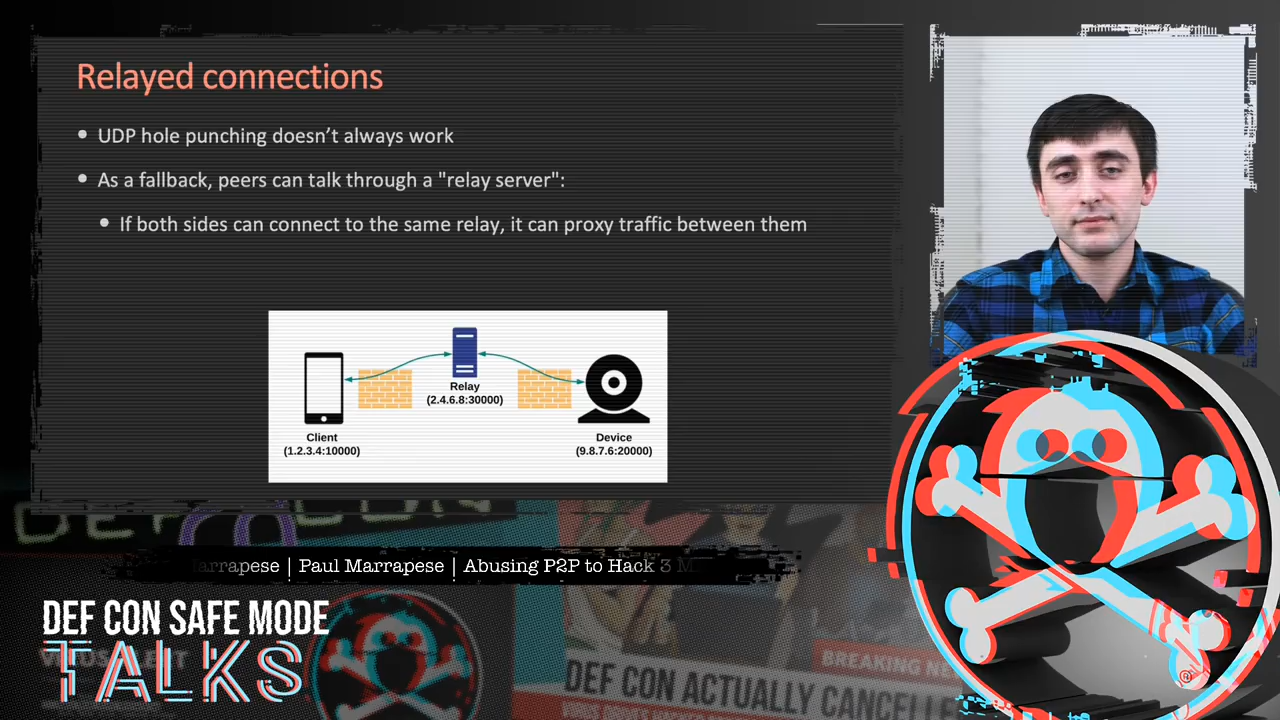 Relayed connections
UDP hole punching doesn’t always work
As a fallback, peers can talk through a "relay server":
If both sides can connect to the same relay, it can proxy traffic between them
Relay
(2.4.6.8:30000)
Client
(1.2.3.4:10000)
Device
(9.8.7.6:20000)
DEF CON
arrapese | Paul Marrapese | Abusing P2P to Hack 3 M
DEF CON SAFE MODE
TALKS
BREAKING NE
DEF CON ACTUALLY CANCELLE